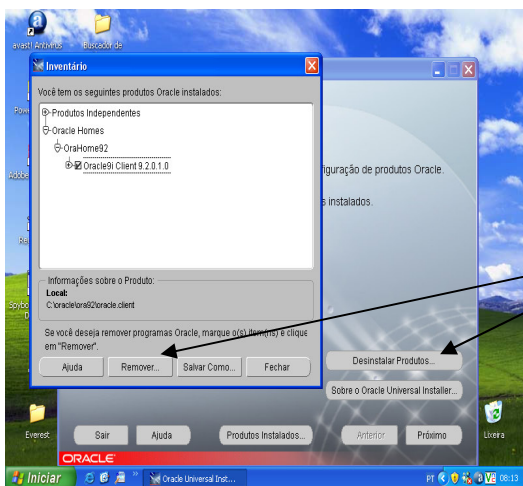 avast! Antivirus
Buscador de
Inventário
Você tem os seguintes produtos Oracle instalados:
Produtos Independentes
Oracle Homes
OraHome92
Oracle9i Client 9.2.0.1.0
Informações sobre o Produto:
Local:
C:\oracle\ora92\oracle.client
Se você deseja remover programas Oracle, marque o(s) item(ns) e clique
em "Remover".
Ajuda
Remover...
Salvar Como...
Fechar
figuração de produtos Oracle.
s instalados.
Desinstalar Produtos...
Sobre o Oracle Universal Installer...
Sair
Ajuda
Produtos Instalados...
Anterior
Próximo
ORACLE
Adobe
Everest
Lixeira
Iniciar
Oracle Universal Inst...
PT
08:13